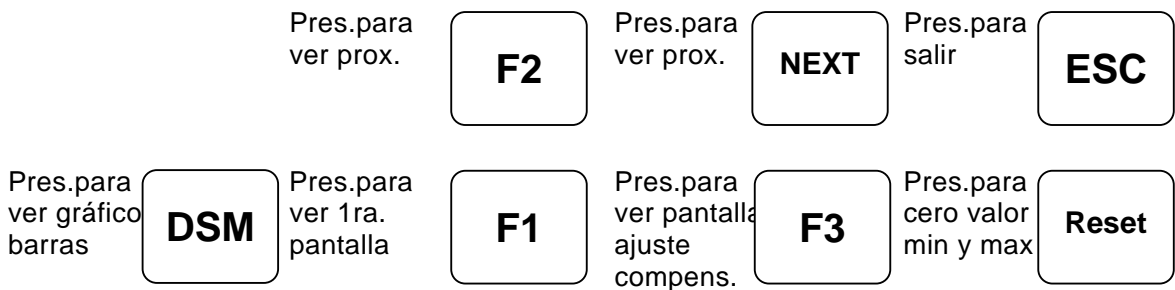 Pres.para
ver prox.
F2
Pres.para
ver prox.
NEXT
Pres.para
salir
ESC
Pres.para
ver gráfico
barras
DSM
Pres.para
ver 1ra.
pantalla
F1
Pres.para
ver pantalla
ajuste
compens.
F3
Pres.para
cero valor
min y max
Reset